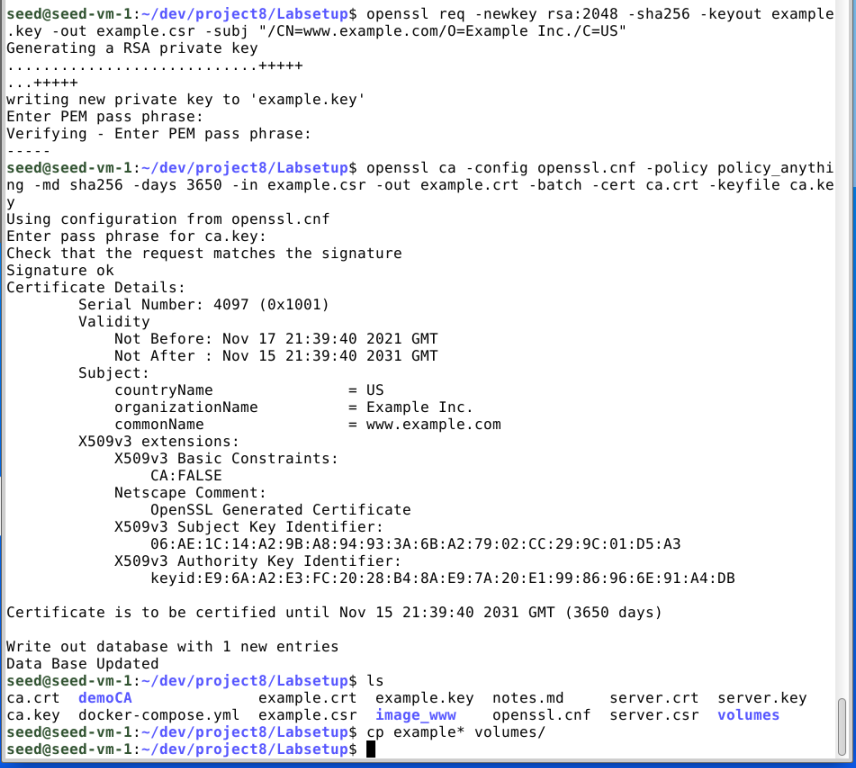 seed@seed-vm-1:~/dev/project8/Labsetup$ openssl req -newkey rsa:2048 -sha256 -keyout example
.key -out example.csr -subj "/CN=www.example.com/O=Example Inc./C=US"
Generating a RSA private key
............................+++++
...+++++
writing new private key to 'example.key'
Enter PEM pass phrase:
Verifying - Enter PEM pass phrase:
-----
seed@seed-vm-1:~/dev/project8/Labsetup$ openssl ca -config openssl.cnf -policy policy_anythi
ng -md sha256 -days 3650 -in example.csr -out example.crt -batch -cert ca.crt -keyfile ca.ke
y
Using configuration from openssl.cnf
Enter pass phrase for ca.key:
Check that the request matches the signature
Signature ok
Certificate Details:
        Serial Number: 4097 (0x1001)
        Validity
            Not Before: Nov 17 21:39:40 2021 GMT
            Not After : Nov 15 21:39:40 2031 GMT
        Subject:
            countryName               = US
            organizationName          = Example Inc.
            commonName                = www.example.com
        X509v3 extensions:
            X509v3 Basic Constraints:
                CA:FALSE
            Netscape Comment:
                OpenSSL Generated Certificate
            X509v3 Subject Key Identifier:
                06:AE:1C:14:A2:9B:A8:94:93:3A:6B:A2:79:02:CC:29:9C:01:D5:A3
            X509v3 Authority Key Identifier:
                keyid:E9:6A:A2:E3:FC:20:28:B4:8A:E9:7A:20:E1:99:86:96:6E:91:A4:DB
Certificate is to be certified until Nov 15 21:39:40 2031 GMT (3650 days)
Write out database with 1 new entries
Data Base Updated
seed@seed-vm-1:~/dev/project8/Labsetup$ ls
ca.crt  demoCA              example.crt  example.key  notes.md     server.crt  server.key
ca.key  docker-compose.yml  example.csr  image_www    openssl.cnf  server.csr  volumes
seed@seed-vm-1:~/dev/project8/Labsetup$ cp example* volumes/
seed@seed-vm-1:~/dev/project8/Labsetup$